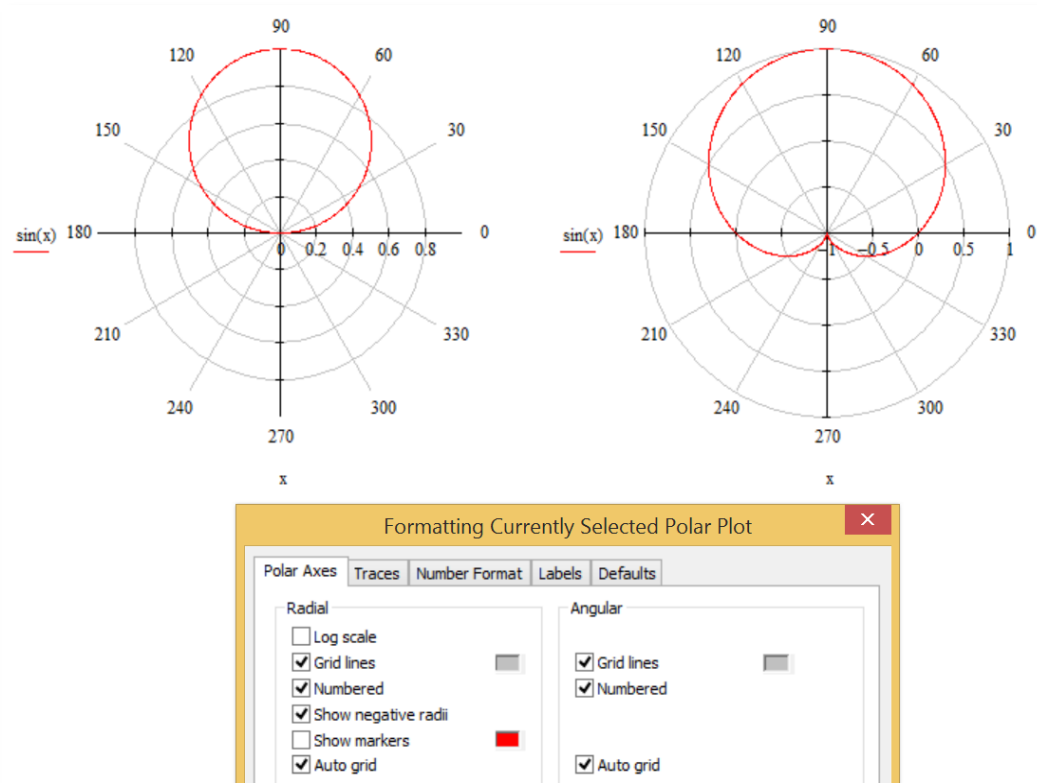 90
120 60
150 30
sin(x) 180 0
0 0.2 0.4 0.6 0.8
210 330
240 300
270
x
90
120 60
150 30
sin(x) 180 0
-1 -0.5 0 0.5 1
210 330
240 300
270
x
Formatting Currently Selected Polar Plot
Polar Axes Traces Number Format Labels Defaults
Radial
Log scale
Grid lines
Numbered
Show negative radii
Show markers
Auto grid
Angular
Grid lines
Numbered
Auto grid